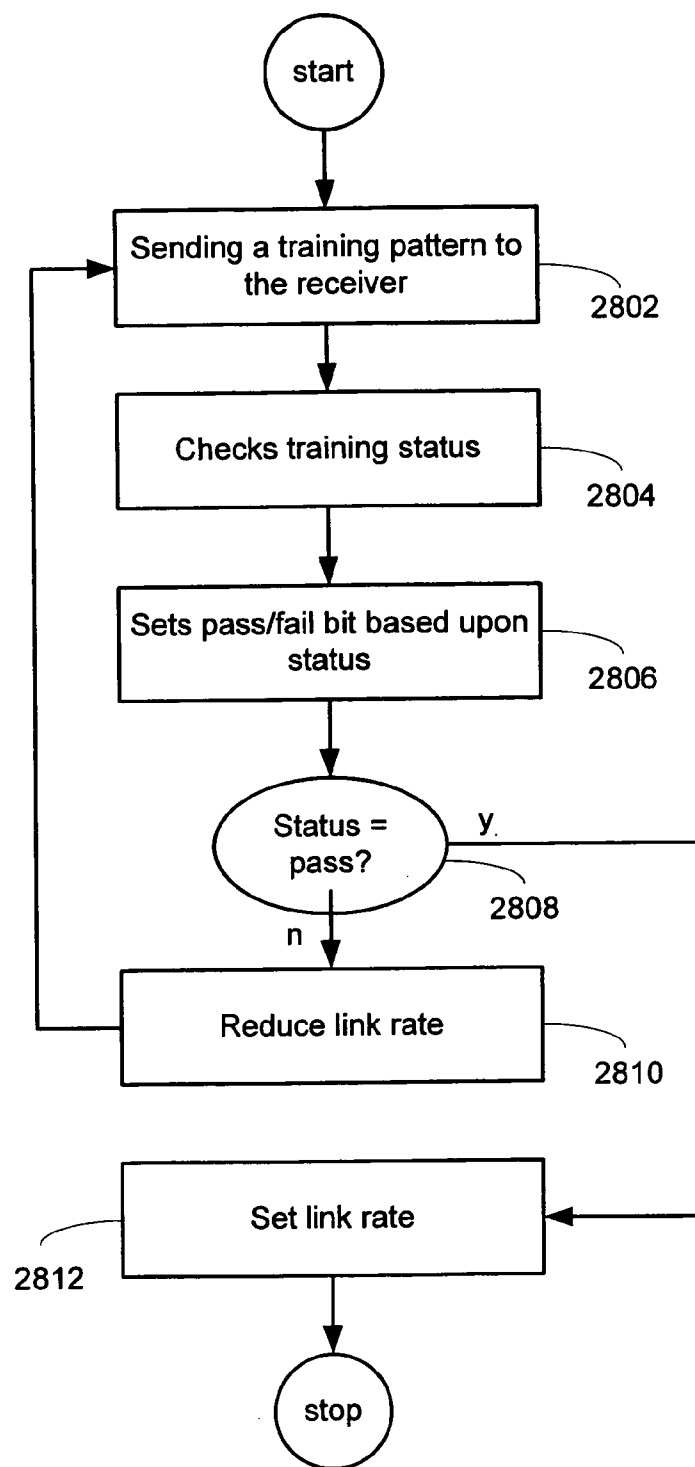 start
Sending a training pattern to
the receiver
2802
Checks training status
2804
Sets pass/fail bit based upon
status
2806
Status =
pass?
y
2808
n
Reduce link rate
2810
Set link rate
2812
stop